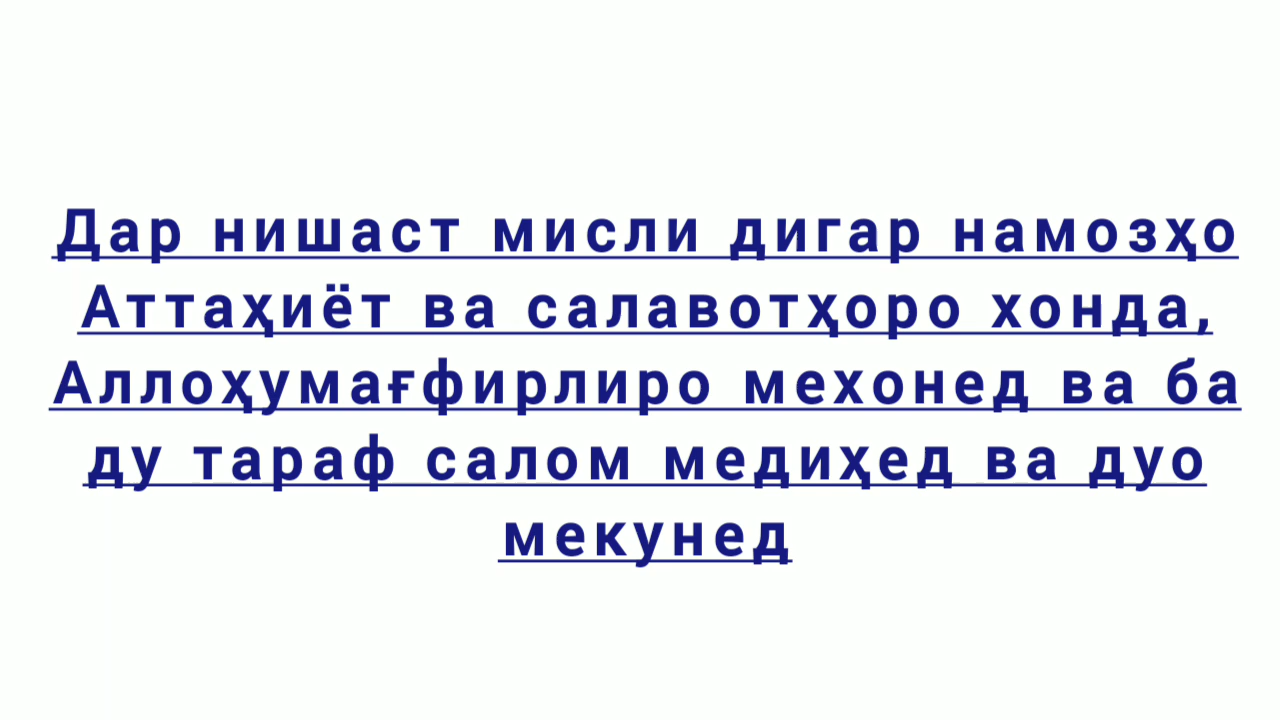 Дар нишаст мисли дигар намозҳо
Аттаҳиёт ва салавотҳоро хонда,
Аллоҳумағфирлиро мехонед ва ба
ду тараф салом медиҳед ва дуо
мекунед